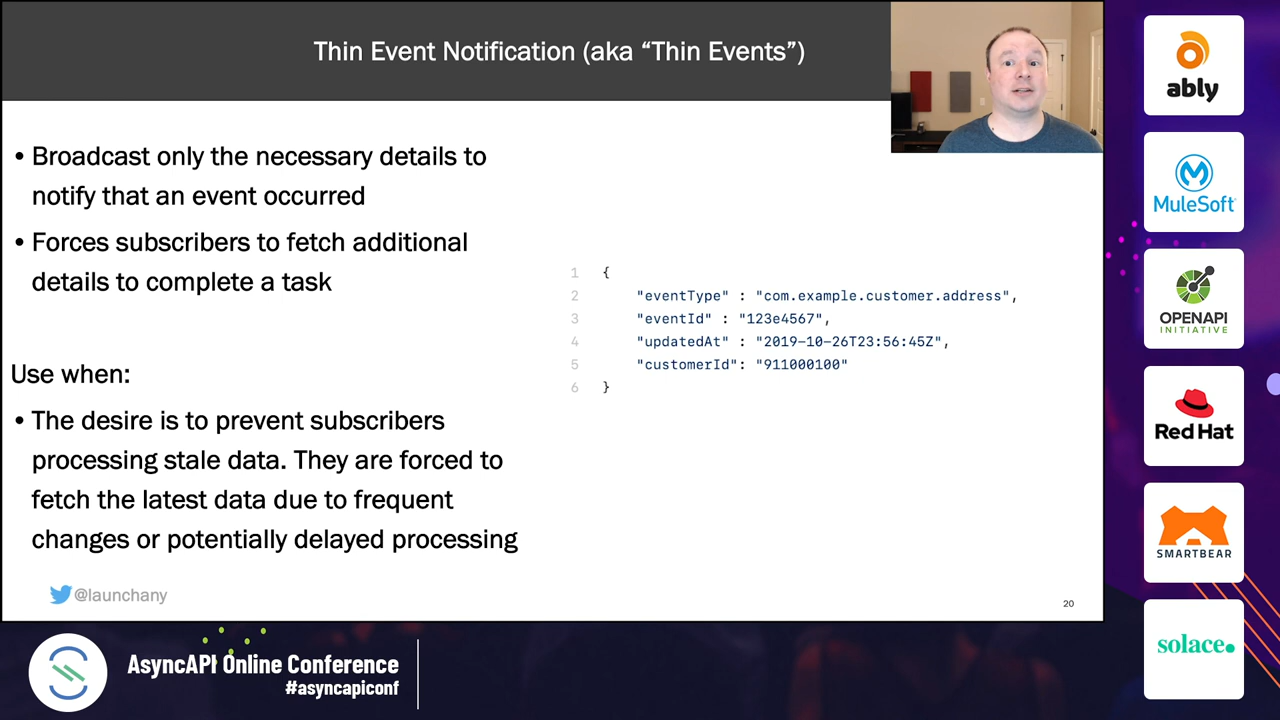 Thin Event Notification (aka “Thin Events”)
• Broadcast only the necessary details to
notify that an event occurred
• Forces subscribers to fetch additional
details to complete a task
Use when:
• The desire is to prevent subscribers
processing stale data. They are forced to
fetch the latest data due to frequent
changes or potentially delayed processing
1 {
2 "eventType" : "com.example.customer.address",
3 "eventId" : "123e4567",
4 "updatedAt" : "2019-10-26T23:56:45Z",
5 "customerId": "911000100"
6 }
@launchany
20
ably
MuleSoft
OPENAPI
INITIATIVE
Red Hat
SMARTBEAR
solace.
AsyncAPI Online Conference
#asyncapiconf